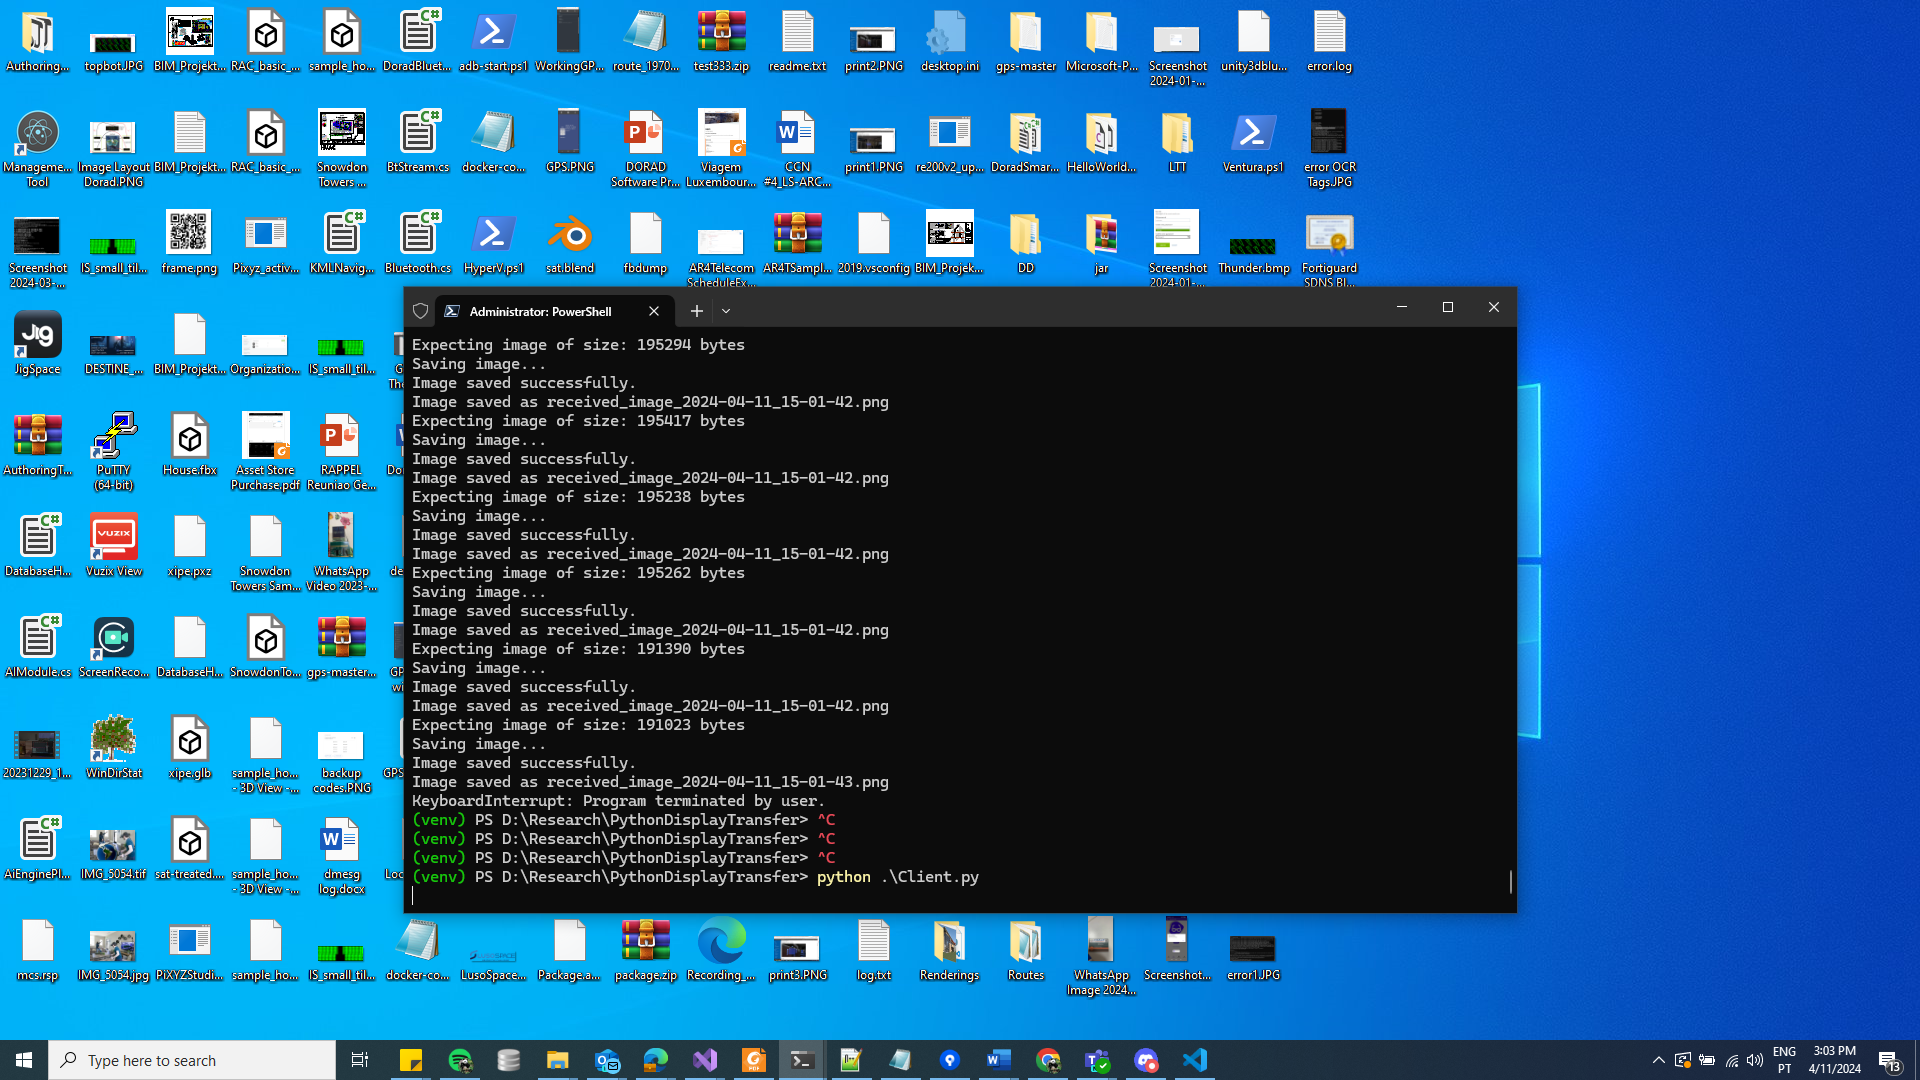 Authoring...
topbot.JPG
BIM_Projekt...
RAC_basic_...
sample_ho...
DoradBluet...
adb-start.ps1
WorkingGP...
route_1970...
test333.zip
readme.txt
print2.PNG
desktop.ini
gps-master
Microsoft-P...
Screenshot
2024-01-...
unity3dblu...
error.log
Manageme...
Tool
Image Layout
Dorad.PNG
BIM_Projekt...
RAC_basic_...
Snowdon
Towers ...
BtStream.cs
docker-co...
GPS.PNG
DORAD
Software Pr...
Viagem
Luxembour...
CCN
#4_LS-ARC...
print1.PNG
re200v2_up...
DoradSmar...
HelloWorld...
LTT
Ventura.ps1
error OCR
Tags.JPG
Screenshot
2024-03-...
IS_small_til...
frame.png
Pixyz_activ...
KMLNavig...
Bluetooth.cs
HyperV.ps1
sat.blend
fbdump
AR4Telecom
ScheduleEx...
AR4TSampl...
2019.vsconfig
BIM_Projek...
DD
jar
Screenshot
2024-01-...
Thunder.bmp
Fortiguard
SDNS Bl...
JigSpace
DESTINE_...
BIM_Projekt...
Organizatio...
IS_small_til...
AuthoringT...
PuTTY
(64-bit)
House.fbx
Asset Store
Purchase.pdf
RAPPEL
Reuniao Ge...
DatabaseH...
Vuzix View
xipe.pxz
Snowdon
Towers Sam...
WhatsApp
Video 2023-...
AIModule.cs
ScreenReco...
DatabaseH...
SnowdonTo...
gps-master...
20231229_1...
WinDirStat
xipe.glb
sample_ho...
- 3D View -...
backup
codes.PNG
AiEnginePl...
IMG_5054.tif
sat-treated....
sample_ho...
- 3D View -...
dmesg
log.docx
Administrator: PowerShell
Expecting image of size: 195294 bytes
Saving image...
Image saved successfully.
Image saved as received_image_2024-04-11_15-01-42.png
Expecting image of size: 195417 bytes
Saving image...
Image saved successfully.
Image saved as received_image_2024-04-11_15-01-42.png
Expecting image of size: 195238 bytes
Saving image...
Image saved successfully.
Image saved as received_image_2024-04-11_15-01-42.png
Expecting image of size: 195262 bytes
Saving image...
Image saved successfully.
Image saved as received_image_2024-04-11_15-01-42.png
Expecting image of size: 191390 bytes
Saving image...
Image saved successfully.
Image saved as received_image_2024-04-11_15-01-42.png
Expecting image of size: 191023 bytes
Saving image...
Image saved successfully.
Image saved as received_image_2024-04-11_15-01-43.png
KeyboardInterrupt: Program terminated by user.
(venv) PS D:\Research\PythonDisplayTransfer> ^C
(venv) PS D:\Research\PythonDisplayTransfer> ^C
(venv) PS D:\Research\PythonDisplayTransfer> ^C
(venv) PS D:\Research\PythonDisplayTransfer> python .\Client.py
mcs.rsp
IMG_5054.jpg
PiXYZStudi...
sample_ho...
IS_small_til...
docker-co...
LusoSpace...
Package.a...
package.zip
Recording_...
print3.PNG
log.txt
Renderings
Routes
WhatsApp
Image 2024...
Screenshot...
error1.JPG
Type here to search
ENG
PT
3:03 PM
4/11/2024
13